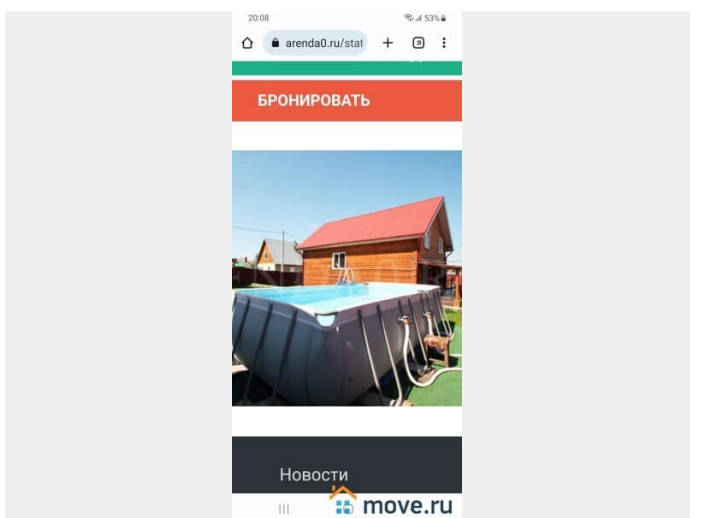 20:08
53%
arenda0.ru/stat
:D
БРОНИРОВАТЬ
Новости
move.ru